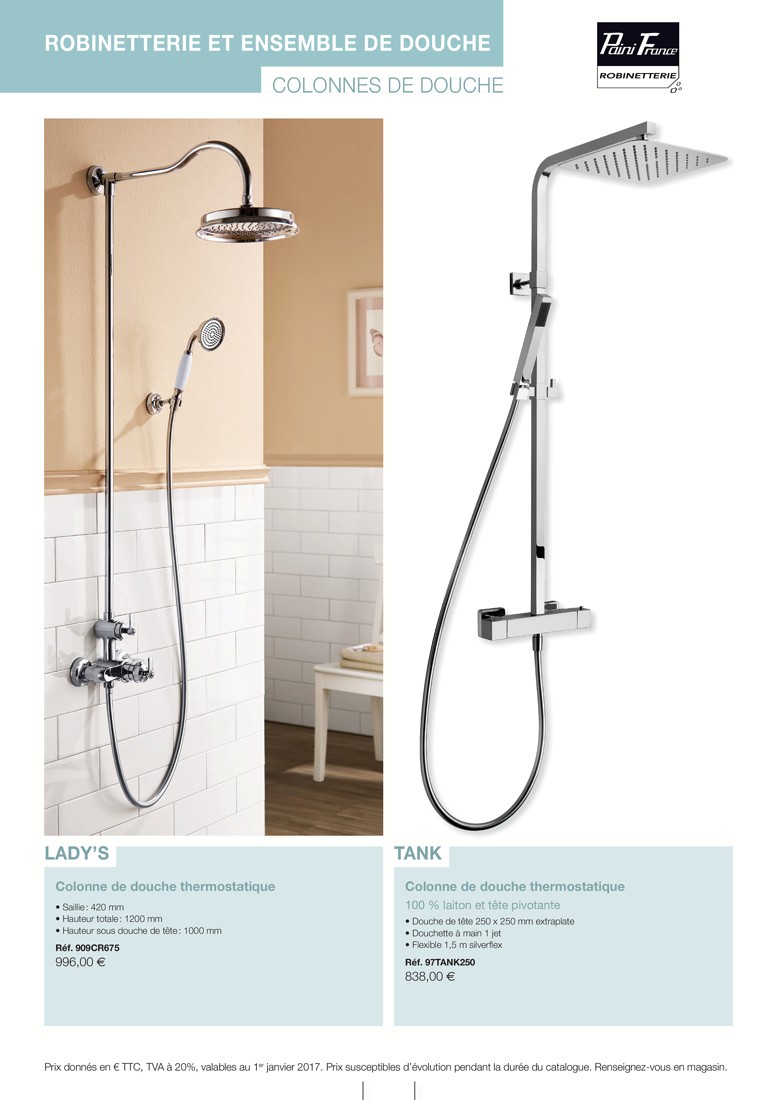 ROBINETTERIE ET ENSEMBLE DE DOUCHE
COLONNES DE DOUCHE
Paini France
ROBINETTERIE
LADY’S
Colonne de douche thermostatique
• Saillie : 420 mm
• Hauteur totale : 1200 mm
• Hauteur sous douche de tête : 1000 mm
Réf. 909CR675
996,00 €
TANK
Colonne de douche thermostatique
100 % laiton et tête pivotante
• Douche de tête 250 x 250 mm extraplate
• Douchette à main 1 jet
• Flexible 1,5 m silverflex
Réf. 97TANK250
838,00 €
Prix donnés en € TTC, TVA à 20%, valables au 1er janvier 2017. Prix susceptibles d’évolution pendant la durée du catalogue. Renseignez-vous en magasin.